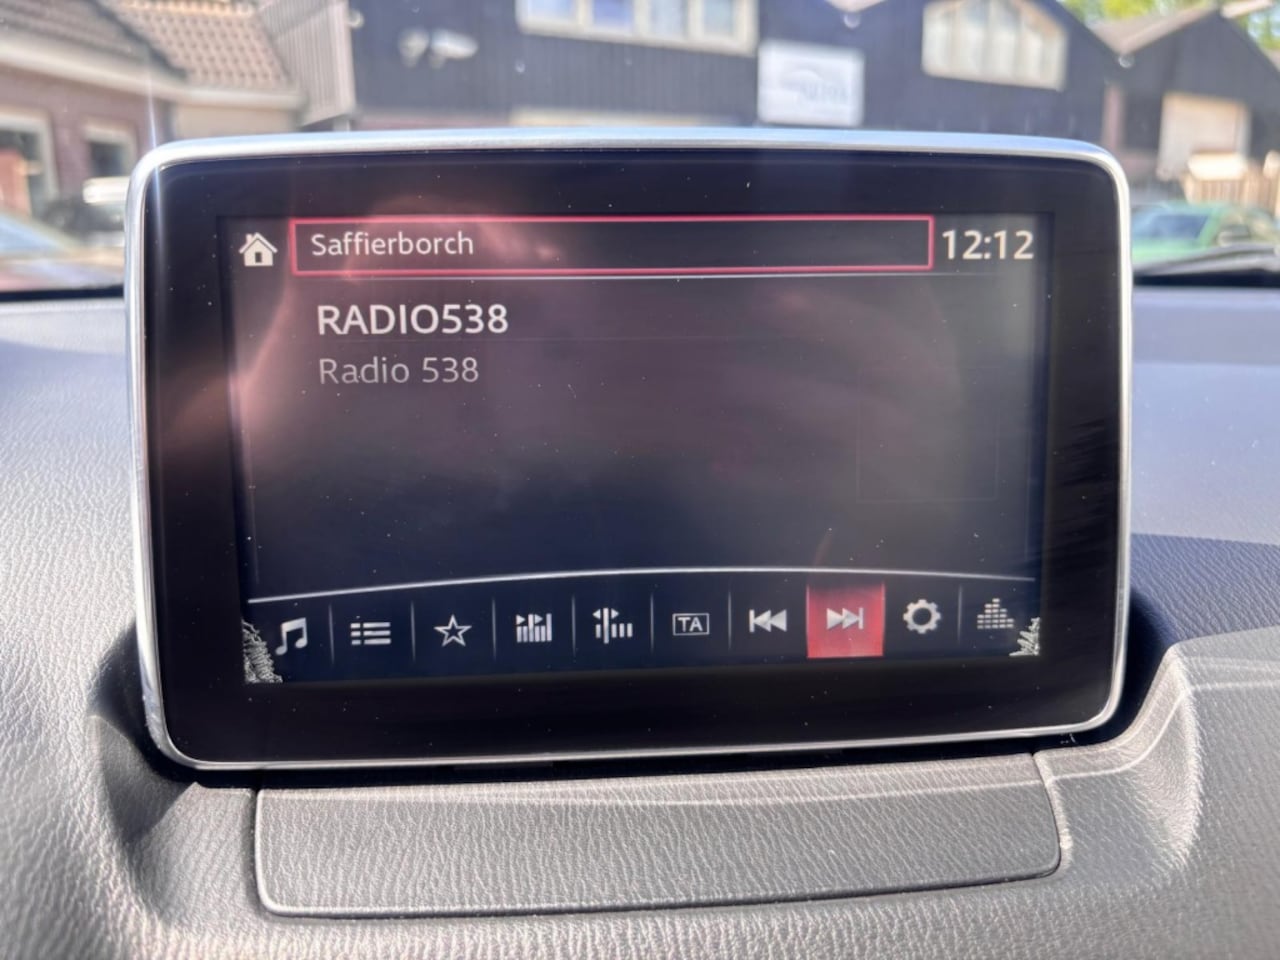 Saffierborch
12:12
RADIO538
Radio 538
TA